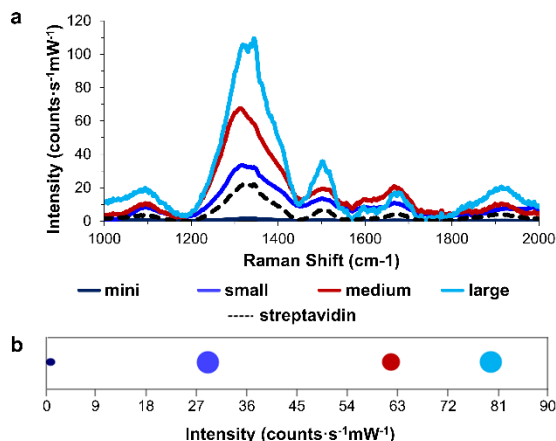 a
120
100
80
60
40
20
0
Intensity (counts·s⁻¹mW⁻¹)
1000 1200 1400 1600 1800 2000
Raman Shift (cm-1)
mini small medium large
streptavidin
b
0 9 18 27 36 45 54 63 72 81 90
Intensity (counts·s⁻¹mW⁻¹)